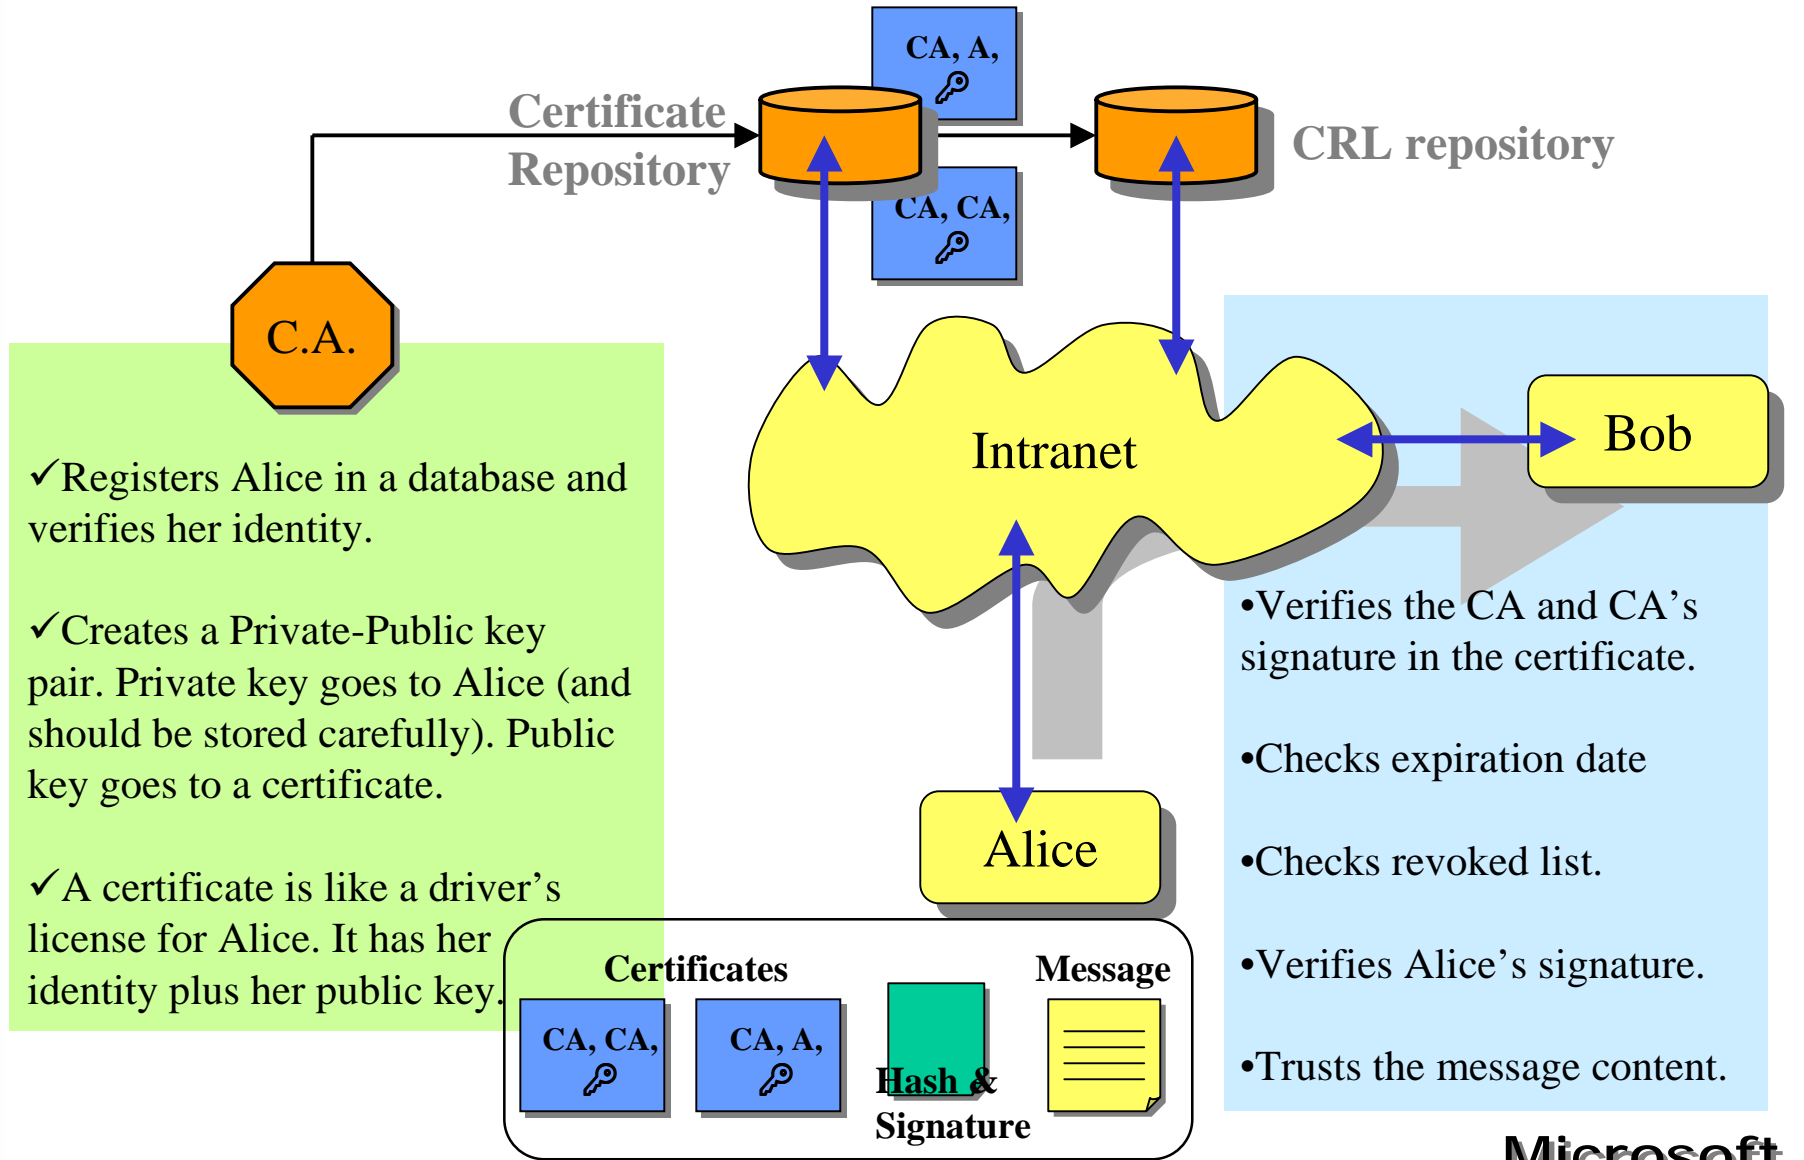 CA, A,
Certificate
Repository
CRL repository
CA, CA,
C.A.
Intranet
Bob
✓Registers Alice in a database and
verifies her identity.
✓Creates a Private-Public key
pair. Private key goes to Alice (and
should be stored carefully). Public
key goes to a certificate.
✓A certificate is like a driver’s
license for Alice. It has her
identity plus her public key.
•Verifies the CA and CA’s
signature in the certificate.
•Checks expiration date
•Checks revoked list.
•Verifies Alice’s signature.
•Trusts the message content.
Alice
Certificates
Message
CA, CA,
CA, A,
Hash &
Signature
Microsoft